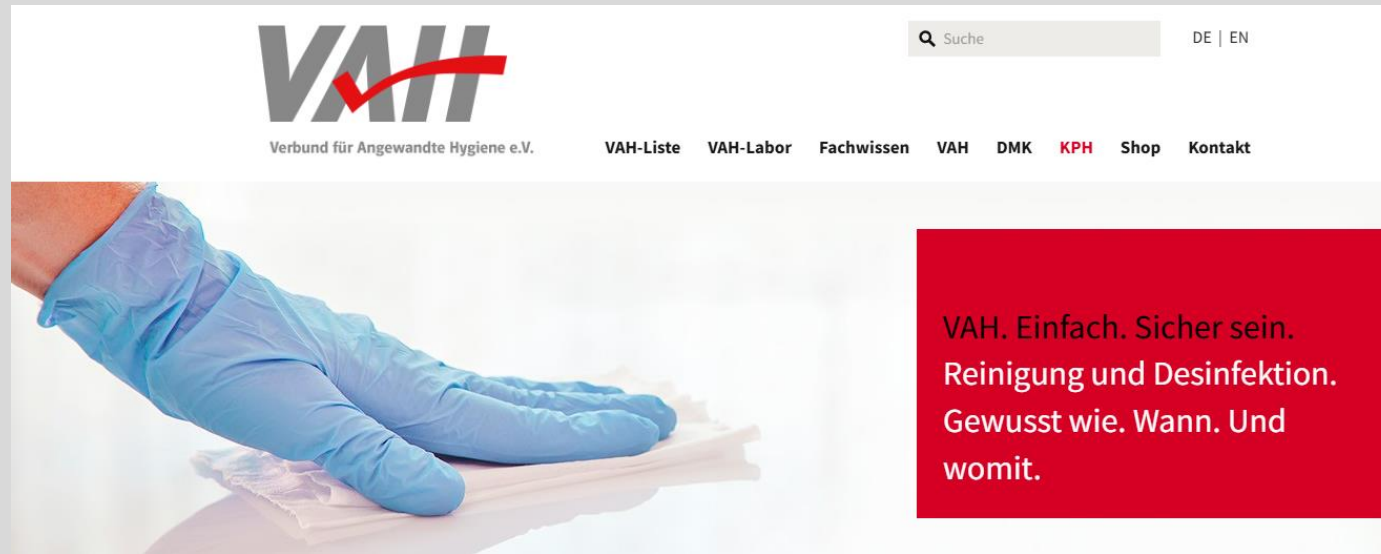 VAH
Suche
DE | EN
Verbund für Angewandte Hygiene e.V.
VAH-Liste VAH-Labor Fachwissen VAH DMK KPH Shop Kontakt
VAH. Einfach. Sicher sein.
Reinigung und Desinfektion.
Gewusst wie. Wann. Und
womit.